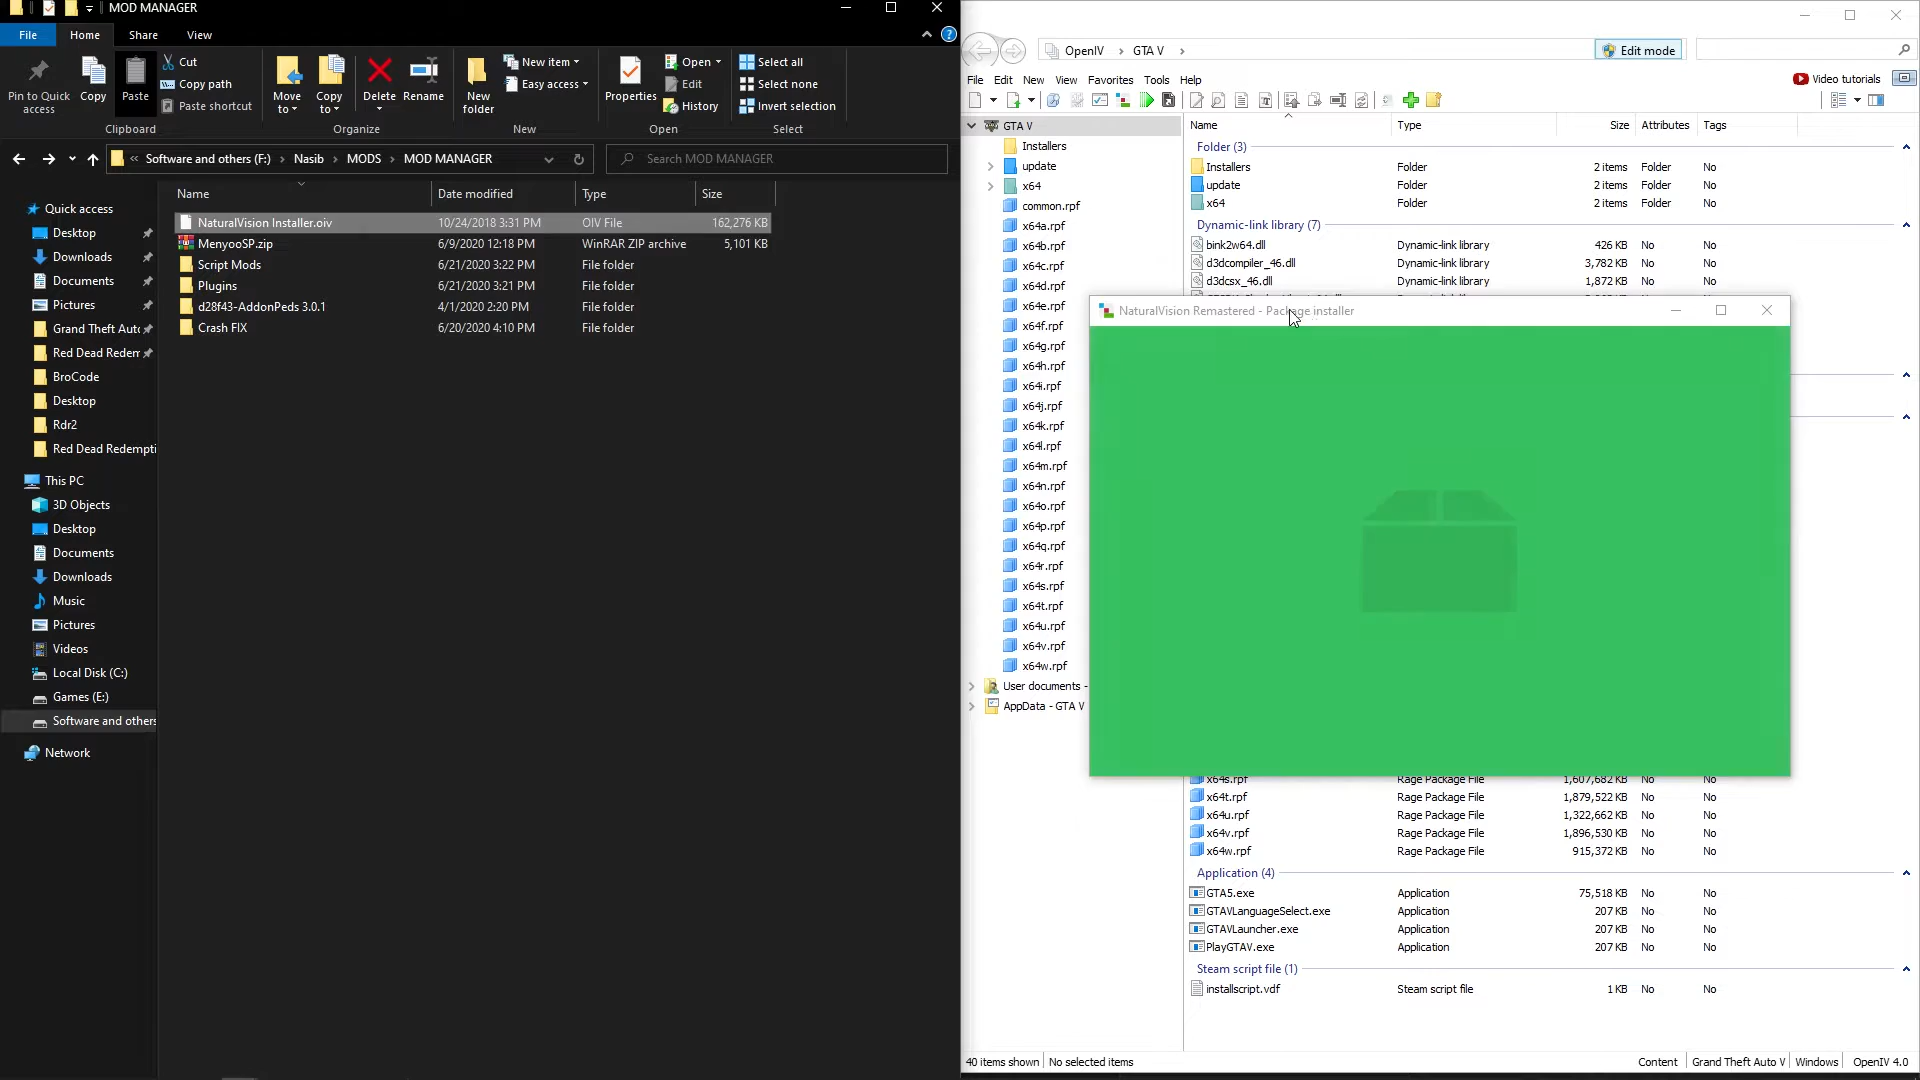 MOD MANAGER
File Home Share View
Pin to Quick access
Copy
Paste
Cut
Copy path
Paste shortcut
Clipboard
Move to
Copy to
Delete
Rename
Organize
New folder
New item
Easy access
New
Properties
Open
Edit
History
Open
Select all
Select none
Invert selection
Select
« Software and others (F:) > Nasib > MODS > MOD MANAGER
Search MOD MANAGER
Name Date modified Type Size
NaturalVision Installer.oiv 10/24/2018 3:31 PM OIV File 162,276 KB
MenyooSP.zip 6/9/2020 12:18 PM WinRAR ZIP archive 5,101 KB
Script Mods 6/21/2020 3:22 PM File folder
Plugins 6/21/2020 3:21 PM File folder
d28f43-AddonPeds 3.0.1 4/1/2020 2:20 PM File folder
Crash FIX 6/20/2020 4:10 PM File folder
Quick access
Desktop
Downloads
Documents
Pictures
Grand Theft Auto
Red Dead Redem
BroCode
Desktop
Rdr2
Red Dead Redempti
This PC
3D Objects
Desktop
Documents
Downloads
Music
Pictures
Videos
Local Disk (C:)
Games (E:)
Software and others
Network
OpenIV > GTA V >
Edit mode
File Edit New View Favorites Tools Help
Video tutorials
GTA V
Installers
update
x64
common.rpf
x64a.rpf
x64b.rpf
x64c.rpf
x64d.rpf
x64e.rpf
x64f.rpf
x64g.rpf
x64h.rpf
x64i.rpf
x64j.rpf
x64k.rpf
x64l.rpf
x64m.rpf
x64n.rpf
x64o.rpf
x64p.rpf
x64q.rpf
x64r.rpf
x64s.rpf
x64t.rpf
x64u.rpf
x64v.rpf
x64w.rpf
User documents -
AppData - GTA V
Name Type Size Attributes Tags
Folder (3)
Installers Folder 2 items Folder No
update Folder 2 items Folder No
x64 Folder 2 items Folder No
Dynamic-link library (7)
bink2w64.dll Dynamic-link library 426 KB No No
d3dcompiler_46.dll Dynamic-link library 3,782 KB No No
d3dcsx_46.dll Dynamic-link library 1,872 KB No No
NaturalVision Remastered - Package installer
x64s.rpf Rage Package File 1,607,682 KB No No
x64t.rpf Rage Package File 1,879,522 KB No No
x64u.rpf Rage Package File 1,322,662 KB No No
x64v.rpf Rage Package File 1,896,530 KB No No
x64w.rpf Rage Package File 915,372 KB No No
Application (4)
GTA5.exe Application 75,518 KB No No
GTAVLanguageSelect.exe Application 207 KB No No
GTAVLauncher.exe Application 207 KB No No
PlayGTAV.exe Application 207 KB No No
Steam script file (1)
installscript.vdf Steam script file 1 KB No No
40 items shown No selected items
Content Grand Theft Auto V Windows OpenIV 4.0